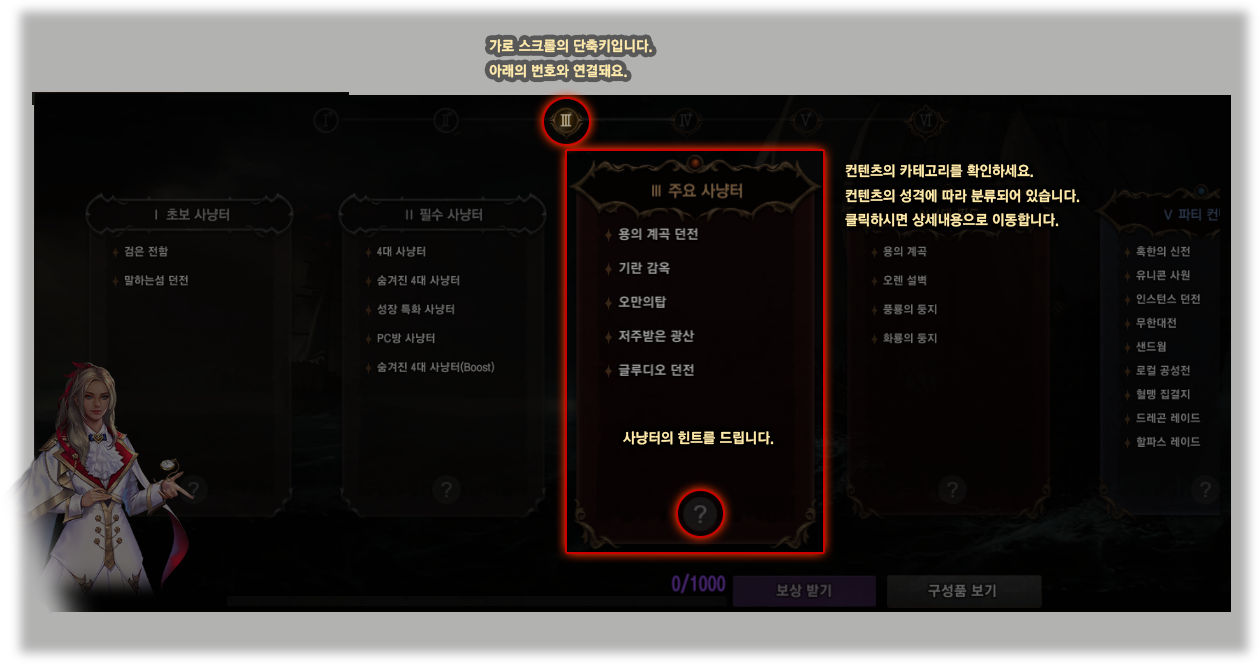 가로 스크롤의 단축키입니다.
아래의 번호와 연결돼요.
I II III IV V VI
I 초보 사냥터
검은 전함
말하는섬 던전
?
II 필수 사냥터
4대 사냥터
숨겨진 4대 사냥터
성장 특화 사냥터
PC방 사냥터
숨겨진 4대 사냥터(Boost)
?
III 주요 사냥터
용의 계곡 던전
기란 감옥
오만의탑
저주받은 광산
글루디오 던전
사냥터의 힌트를 드립니다.
?
컨텐츠의 카테고리를 확인하세요.
컨텐츠의 성격에 따라 분류되어 있습니다.
클릭하시면 상세내용으로 이동합니다.
용의 계곡
오렌 설벽
풍룡의 둥지
화룡의 둥지
?
V 파티 컨
혹한의 신전
유니콘 사원
인스턴스 던전
무한대전
샌드웜
로컬 공성전
혈맹 집결지
드레곤 레이드
할파스 레이드
?
0/1000
보상 받기
구성품 보기